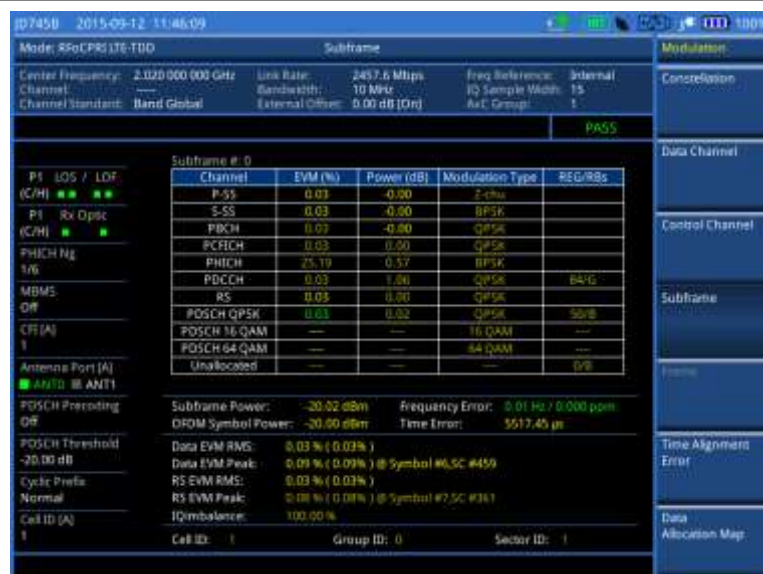 JD745B 2015-09-12 11:46:09 100%
Mode: RFoCPRI LTE-TDD Subframe Modulation
Center Frequency: 2.020 000 000 GHz Link Rate: 2457.6 Mbps Freq Reference: Internal
Channel: ---- Bandwidth: 10 MHz IQ Sample Width: 15
Channel Standard: Band Global External Offset: 0.00 dB [On] AxC Group: 1
Constellation
PASS
Data Channel
Control Channel
Subframe
Frame
Time Alignment Error
Data Allocation Map
P1 LOS / LOF
(C/H)
P1 Rx Optic
(C/H)
PHICH Ng
1/6
MBMS
Off
CFI [A]
1
Antenna Port [A]
ANT0 ANT1
PDSCH Precoding
Off
PDSCH Threshold
-20.00 dB
Cyclic Prefix
Normal
Cell ID [A]
1
Subframe #: 0
Channel EVM (%) Power (dB) Modulation Type REG/RBs
P-SS 0.03 -0.00 Z-chu
S-SS 0.03 -0.00 BPSK
PBCH 0.03 -0.00 QPSK
PCFICH 0.03 0.00 QPSK
PHICH 25.19 0.57 BPSK
PDCCH 0.03 1.06 QPSK
RS 0.03 0.00 QPSK
PDSCH QPSK 0.03 0.02 QPSK 50/B
PDSCH 16 QAM ---- ---- 16 QAM ----
PDSCH 64 QAM ---- ---- 64 QAM ----
Unallocated ---- ---- ---- 0/B
Subframe Power: -20.02 dBm Frequency Error: 0.01 Hz / 0.000 ppm
OFDM Symbol Power: -20.00 dBm Time Error: 5517.45 µs
Data EVM RMS: 0.03 % ( 0.03% )
Data EVM Peak: 0.09 % ( 0.09% ) @ Symbol #6,SC #459
RS EVM RMS: 0.03 % ( 0.03% )
RS EVM Peak: 0.08 % ( 0.08% ) @ Symbol #7,SC #361
IQimbalance: 100.00 %
Cell ID: 1 Group ID: 0 Sector ID: 1